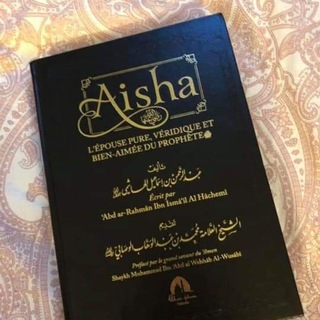 Aisha
L'ÉPOUSE PURE, VÉRIDIQUE ET
BIEN-AIMÉE DU PROPHÈTE
تأليف
عبد الرحمن بن إسماعيل الهاشمي
Écrit par
'Abd ar-Rahmân Ibn Ismâ'îl Al Hâchemî
تقديم
الشيخ العلامة محمد بن عبد الوهاب الوصابي
Préfacé par le grand savant du Yémen
Shaykh Muhammad Ibn 'Abd al-Wahhâb Al-Wusâbî